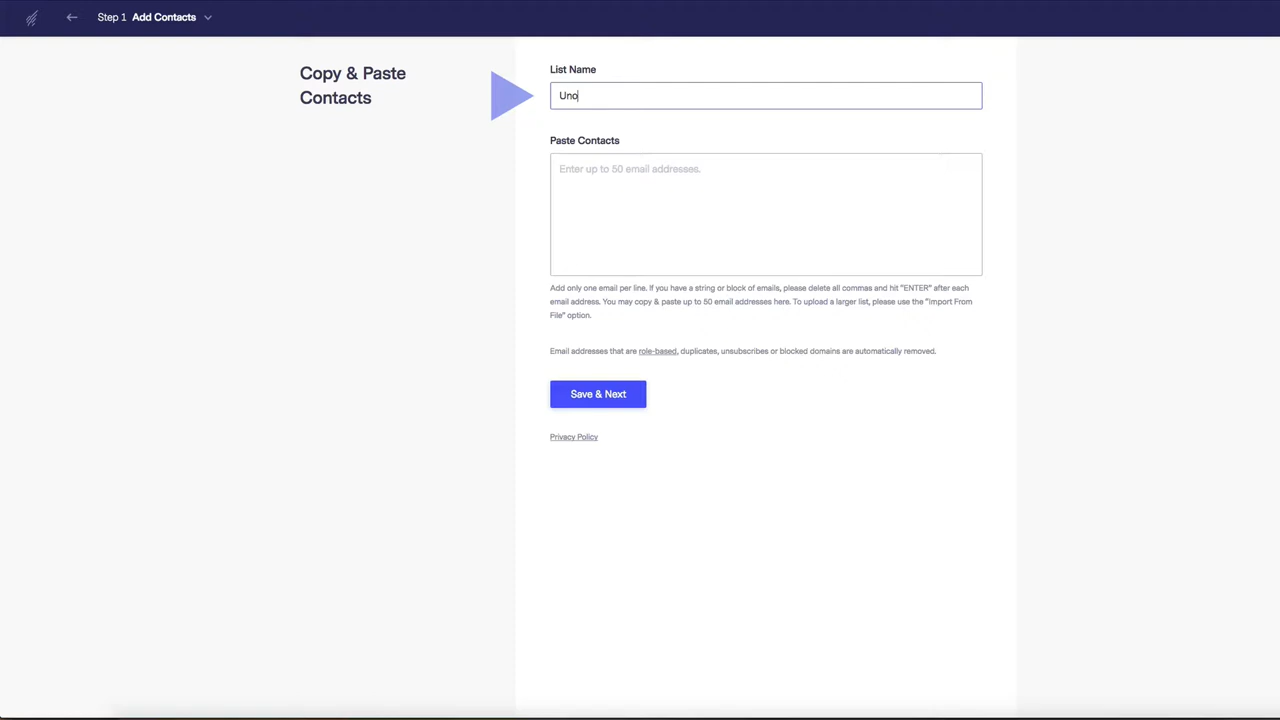 Step 1 Add Contacts
Copy & Paste
Contacts
List Name
Uno
Paste Contacts
Enter up to 50 email addresses.
Add only one email per line. If you have a string or block of emails, please delete all commas and hit "ENTER" after each
email address. You may copy & paste up to 50 email addresses here. To upload a larger list, please use the "Import From
File" option.
Email addresses that are role-based, duplicates, unsubscribes or blocked domains are automatically removed.
Save & Next
Privacy Policy